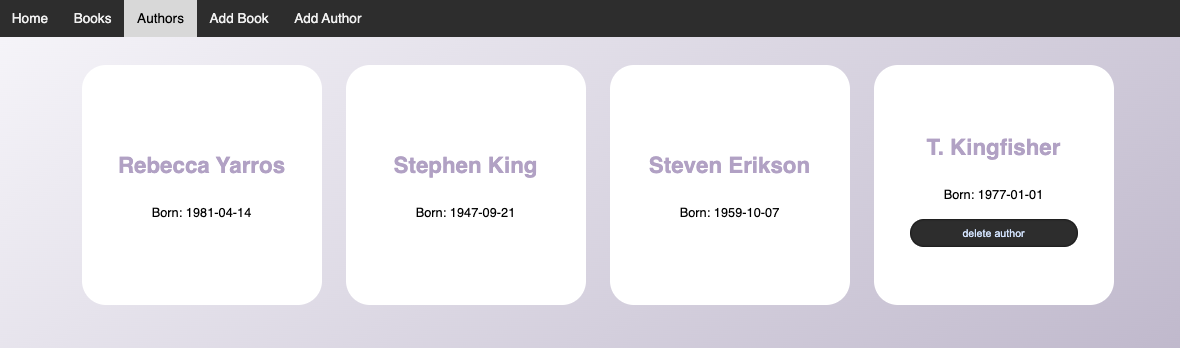 Home Books Authors Add Book Add Author
Rebecca Yarros
Born: 1981-04-14
Stephen King
Born: 1947-09-21
Steven Erikson
Born: 1959-10-07
T. Kingfisher
Born: 1977-01-01
delete author